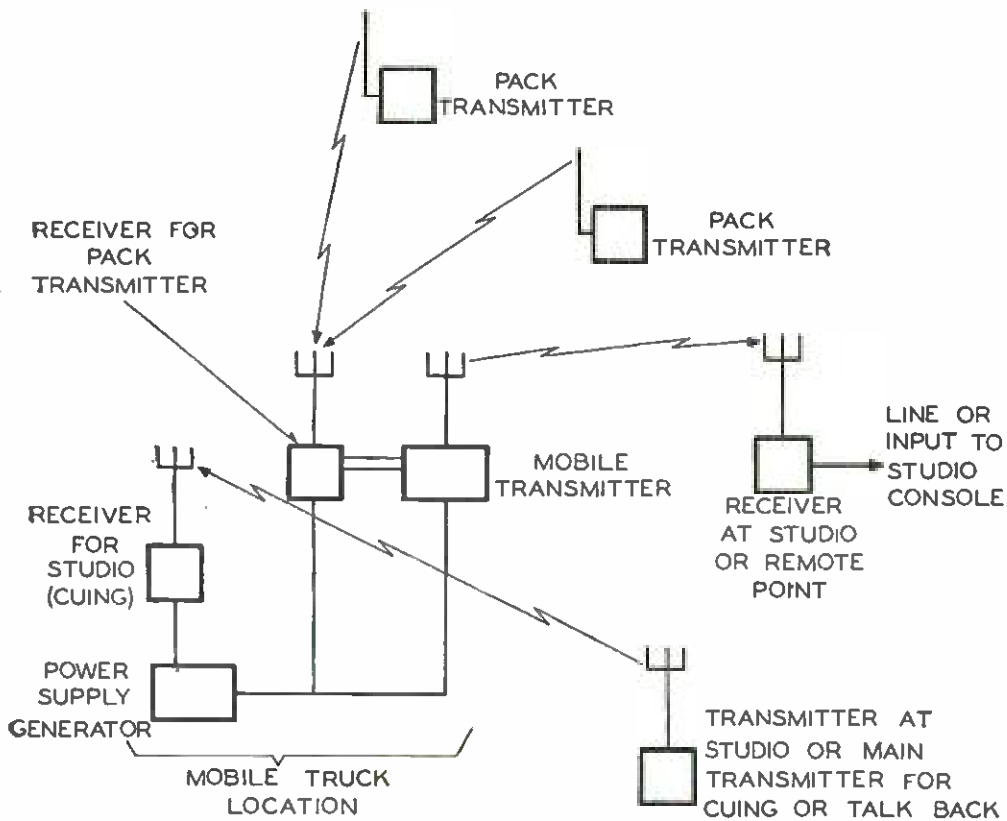 PACK
TRANSMITTER
PACK
TRANSMITTER
RECEIVER FOR
PACK
TRANSMITTER
MOBILE
TRANSMITTER
LINE OR
INPUT TO
STUDIO
CONSOLE
RECEIVER
AT STUDIO
OR REMOTE
POINT
RECEIVER
FOR
STUDIO
(CUING)
POWER
SUPPLY
GENERATOR
MOBILE TRUCK
LOCATION
TRANSMITTER AT
STUDIO OR MAIN
TRANSMITTER FOR
CUING OR TALK BACK